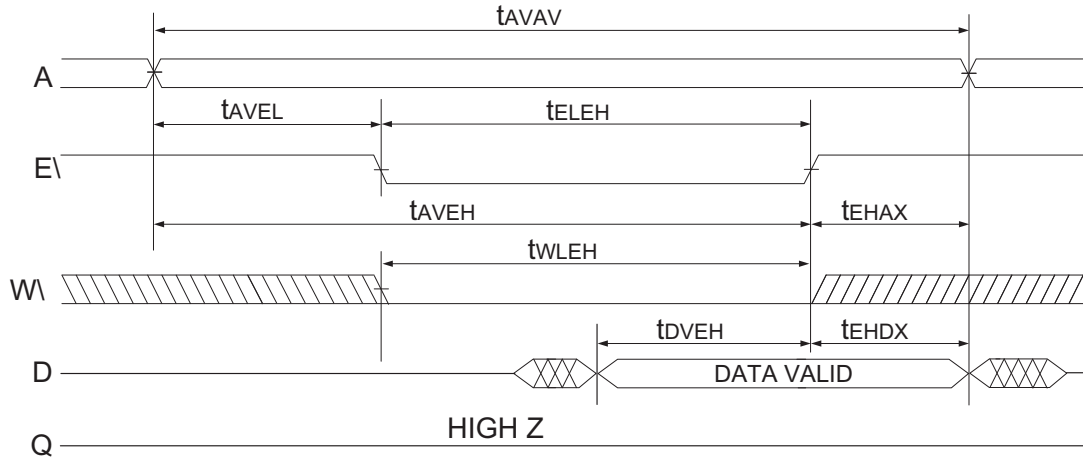 tAVAV
A
tAVEL tELEH
E\
tAVEH tEHAX
tWLEH
W\
tDVEH tEHDX
D DATA VALID
HIGH Z
Q